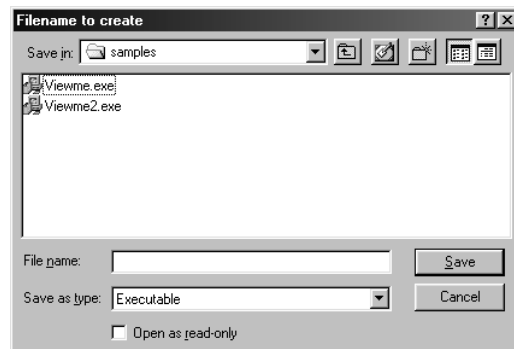 Filename to create
Save in: samples
Viewme.exe
Viewme2.exe
File name:
Save
Save as type: Executable
Cancel
Open as read-only